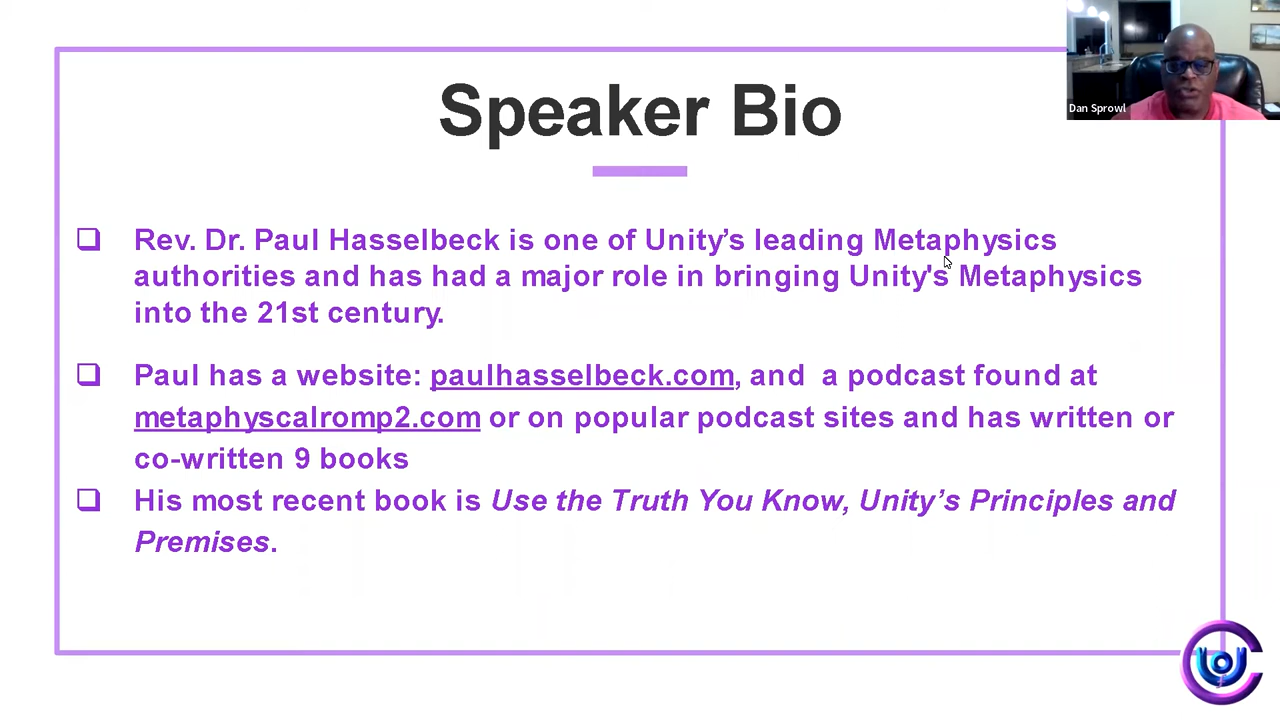 Speaker Bio
Dan Sprowl
❑ Rev. Dr. Paul Hasselbeck is one of Unity’s leading Metaphysics
authorities and has had a major role in bringing Unity's Metaphysics
into the 21st century.
❑ Paul has a website: paulhasselbeck.com, and  a podcast found at
metaphyscalromp2.com or on popular podcast sites and has written or
co-written 9 books
❑ His most recent book is Use the Truth You Know, Unity’s Principles and
Premises.